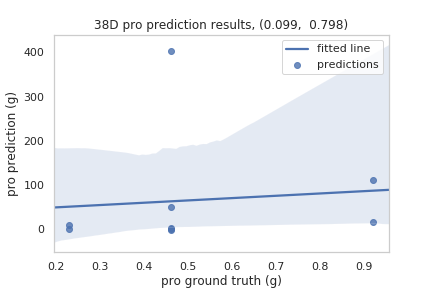 38D pro prediction results, (0.099,  0.798)
fitted line
predictions
pro prediction (g)
400
300
200
100
0
0.2 0.3 0.4 0.5 0.6 0.7 0.8 0.9
pro ground truth (g)